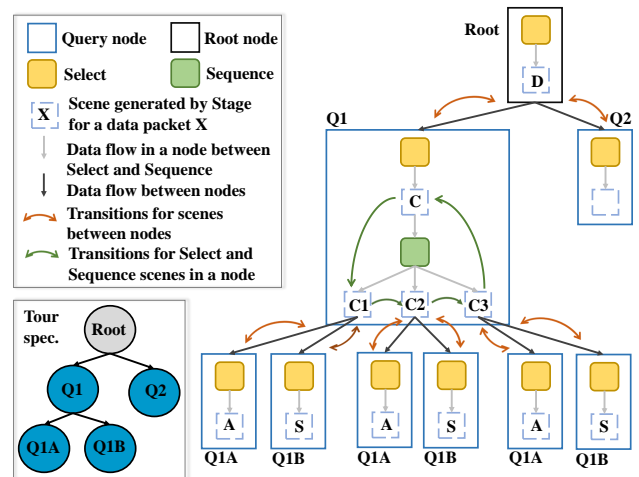 Query node
Root node
Select
Sequence
X
Scene generated by Stage
for a data packet X
Data flow in a node between
Select and Sequence
Data flow between nodes
Transitions for scenes
between nodes
Transitions for Select and
Sequence scenes in a node
Tour
spec.
Root
Q1
Q2
Q1A
Q1B
Root
D
Q1
Q2
C
C1
C2
C3
A
S
A
S
A
S
Q1A
Q1B
Q1A
Q1B
Q1A
Q1B